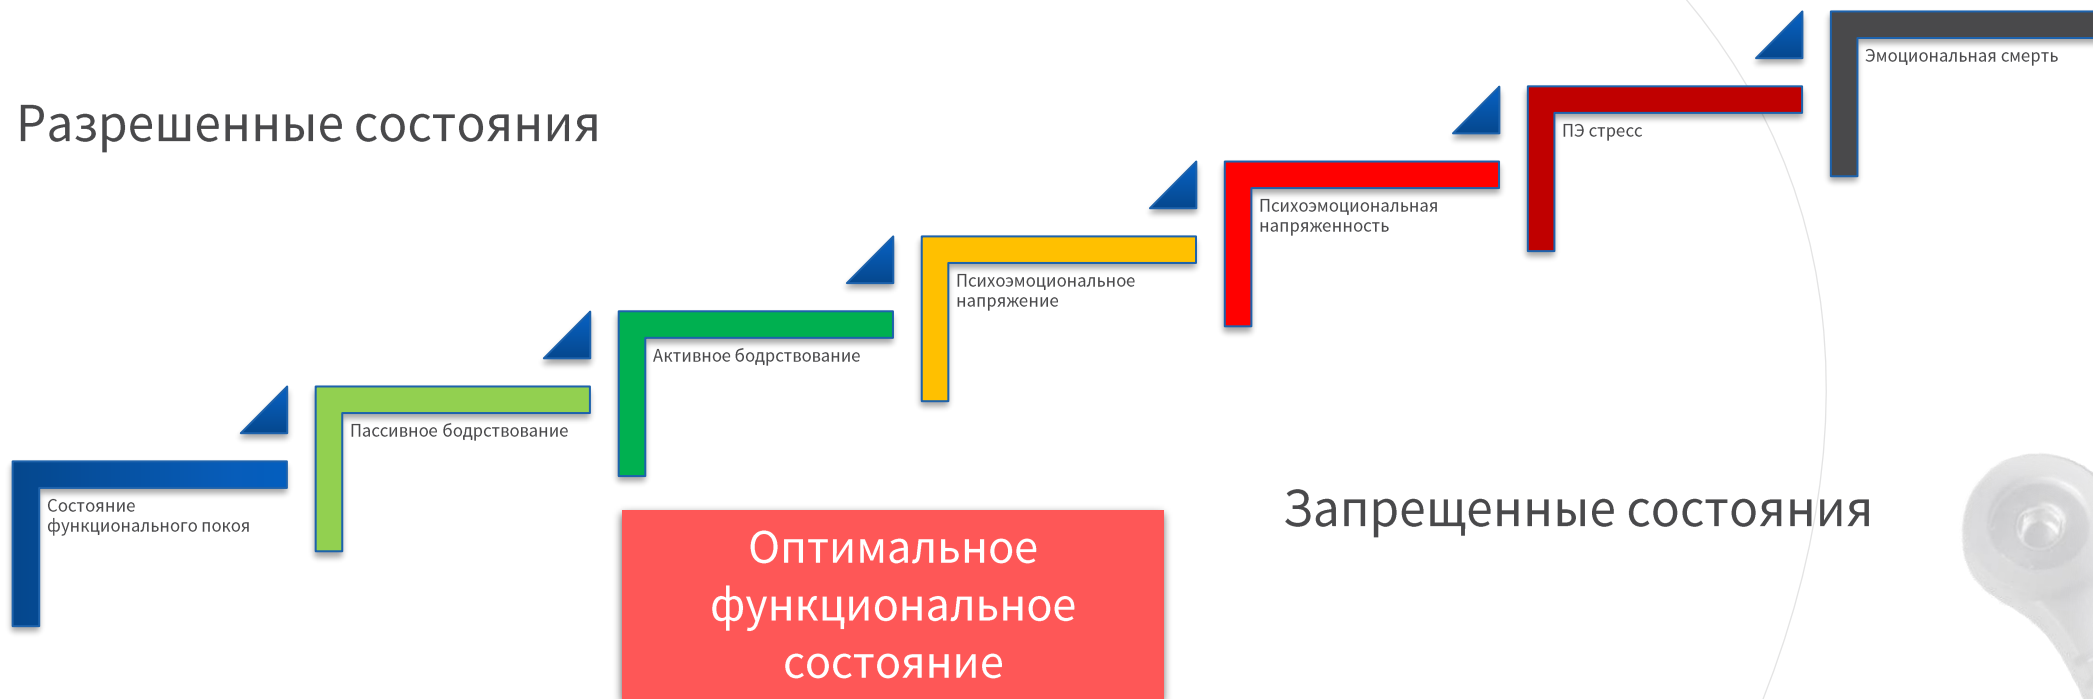 Разрешенные состояния
Состояние
функционального покоя
Пассивное бодрствование
Активное бодрствование
Психоэмоциональное
напряжение
Психоэмоциональная
напряженность
ПЭ стресс
Эмоциональная смерть
Оптимальное
функциональное
состояние
Запрещенные состояния